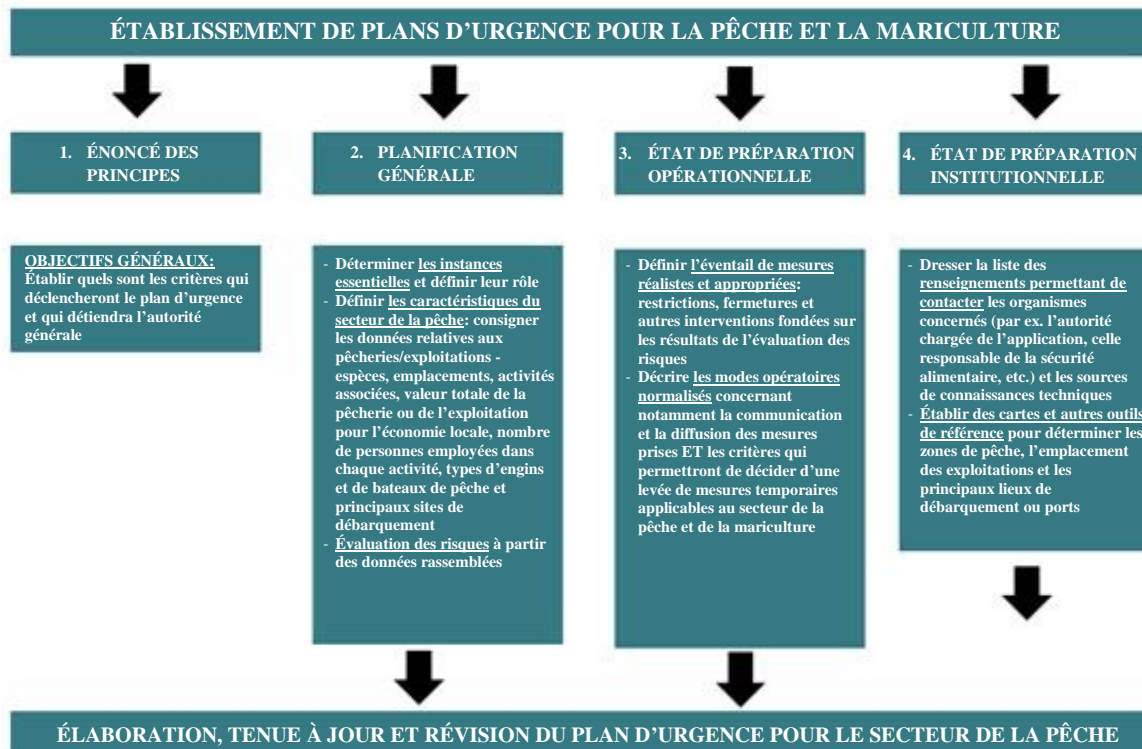 ÉTABLISSEMENT DE PLANS D’URGENCE POUR LA PÊCHE ET LA MARICULTURE
1. ÉNONCÉ DES
PRINCIPES
2. PLANIFICATION
GÉNÉRALE
3. ÉTAT DE PRÉPARATION
OPÉRATIONNELLE
4. ÉTAT DE PRÉPARATION
INSTITUTIONNELLE
OBJECTIFS GÉNÉRAUX:
Établir quels sont les critères qui
déclencheront le plan d’urgence
et qui détiendra l’autorité
générale
- Déterminer les instances
essentielles et définir leur rôle
- Définir les caractéristiques du
secteur de la pêche: consigner
les données relatives aux
pêcheries/exploitations -
espèces, emplacements, activités
associées, valeur totale de la
pêcherie ou de l’exploitation
pour l’économie locale, nombre
de personnes employées dans
chaque activité, types d’engins
et de bateaux de pêche et
principaux sites de
débarquement
- Évaluation des risques à partir
des données rassemblées
- Définir l’éventail de mesures
réalistes et appropriées:
restrictions, fermetures et
autres interventions fondées sur
les résultats de l’évaluation des
risques
- Décrire les modes opératoires
normalisés concernant
notamment la communication
et la diffusion des mesures
prises ET les critères qui
permettront de décider d’une
levée de mesures temporaires
applicables au secteur de la
pêche et de la mariculture
- Dresser la liste des
renseignements permettant de
contacter les organismes
concernés (par ex. l’autorité
chargée de l’application, celle
responsable de la sécurité
alimentaire, etc.) et les sources
de connaissances techniques
- Établir des cartes et autres outils
de référence pour déterminer les
zones de pêche, l’emplacement
des exploitations et les
principaux lieux de
débarquement ou ports
ÉLABORATION, TENUE À JOUR ET RÉVISION DU PLAN D’URGENCE POUR LE SECTEUR DE LA PÊCHE